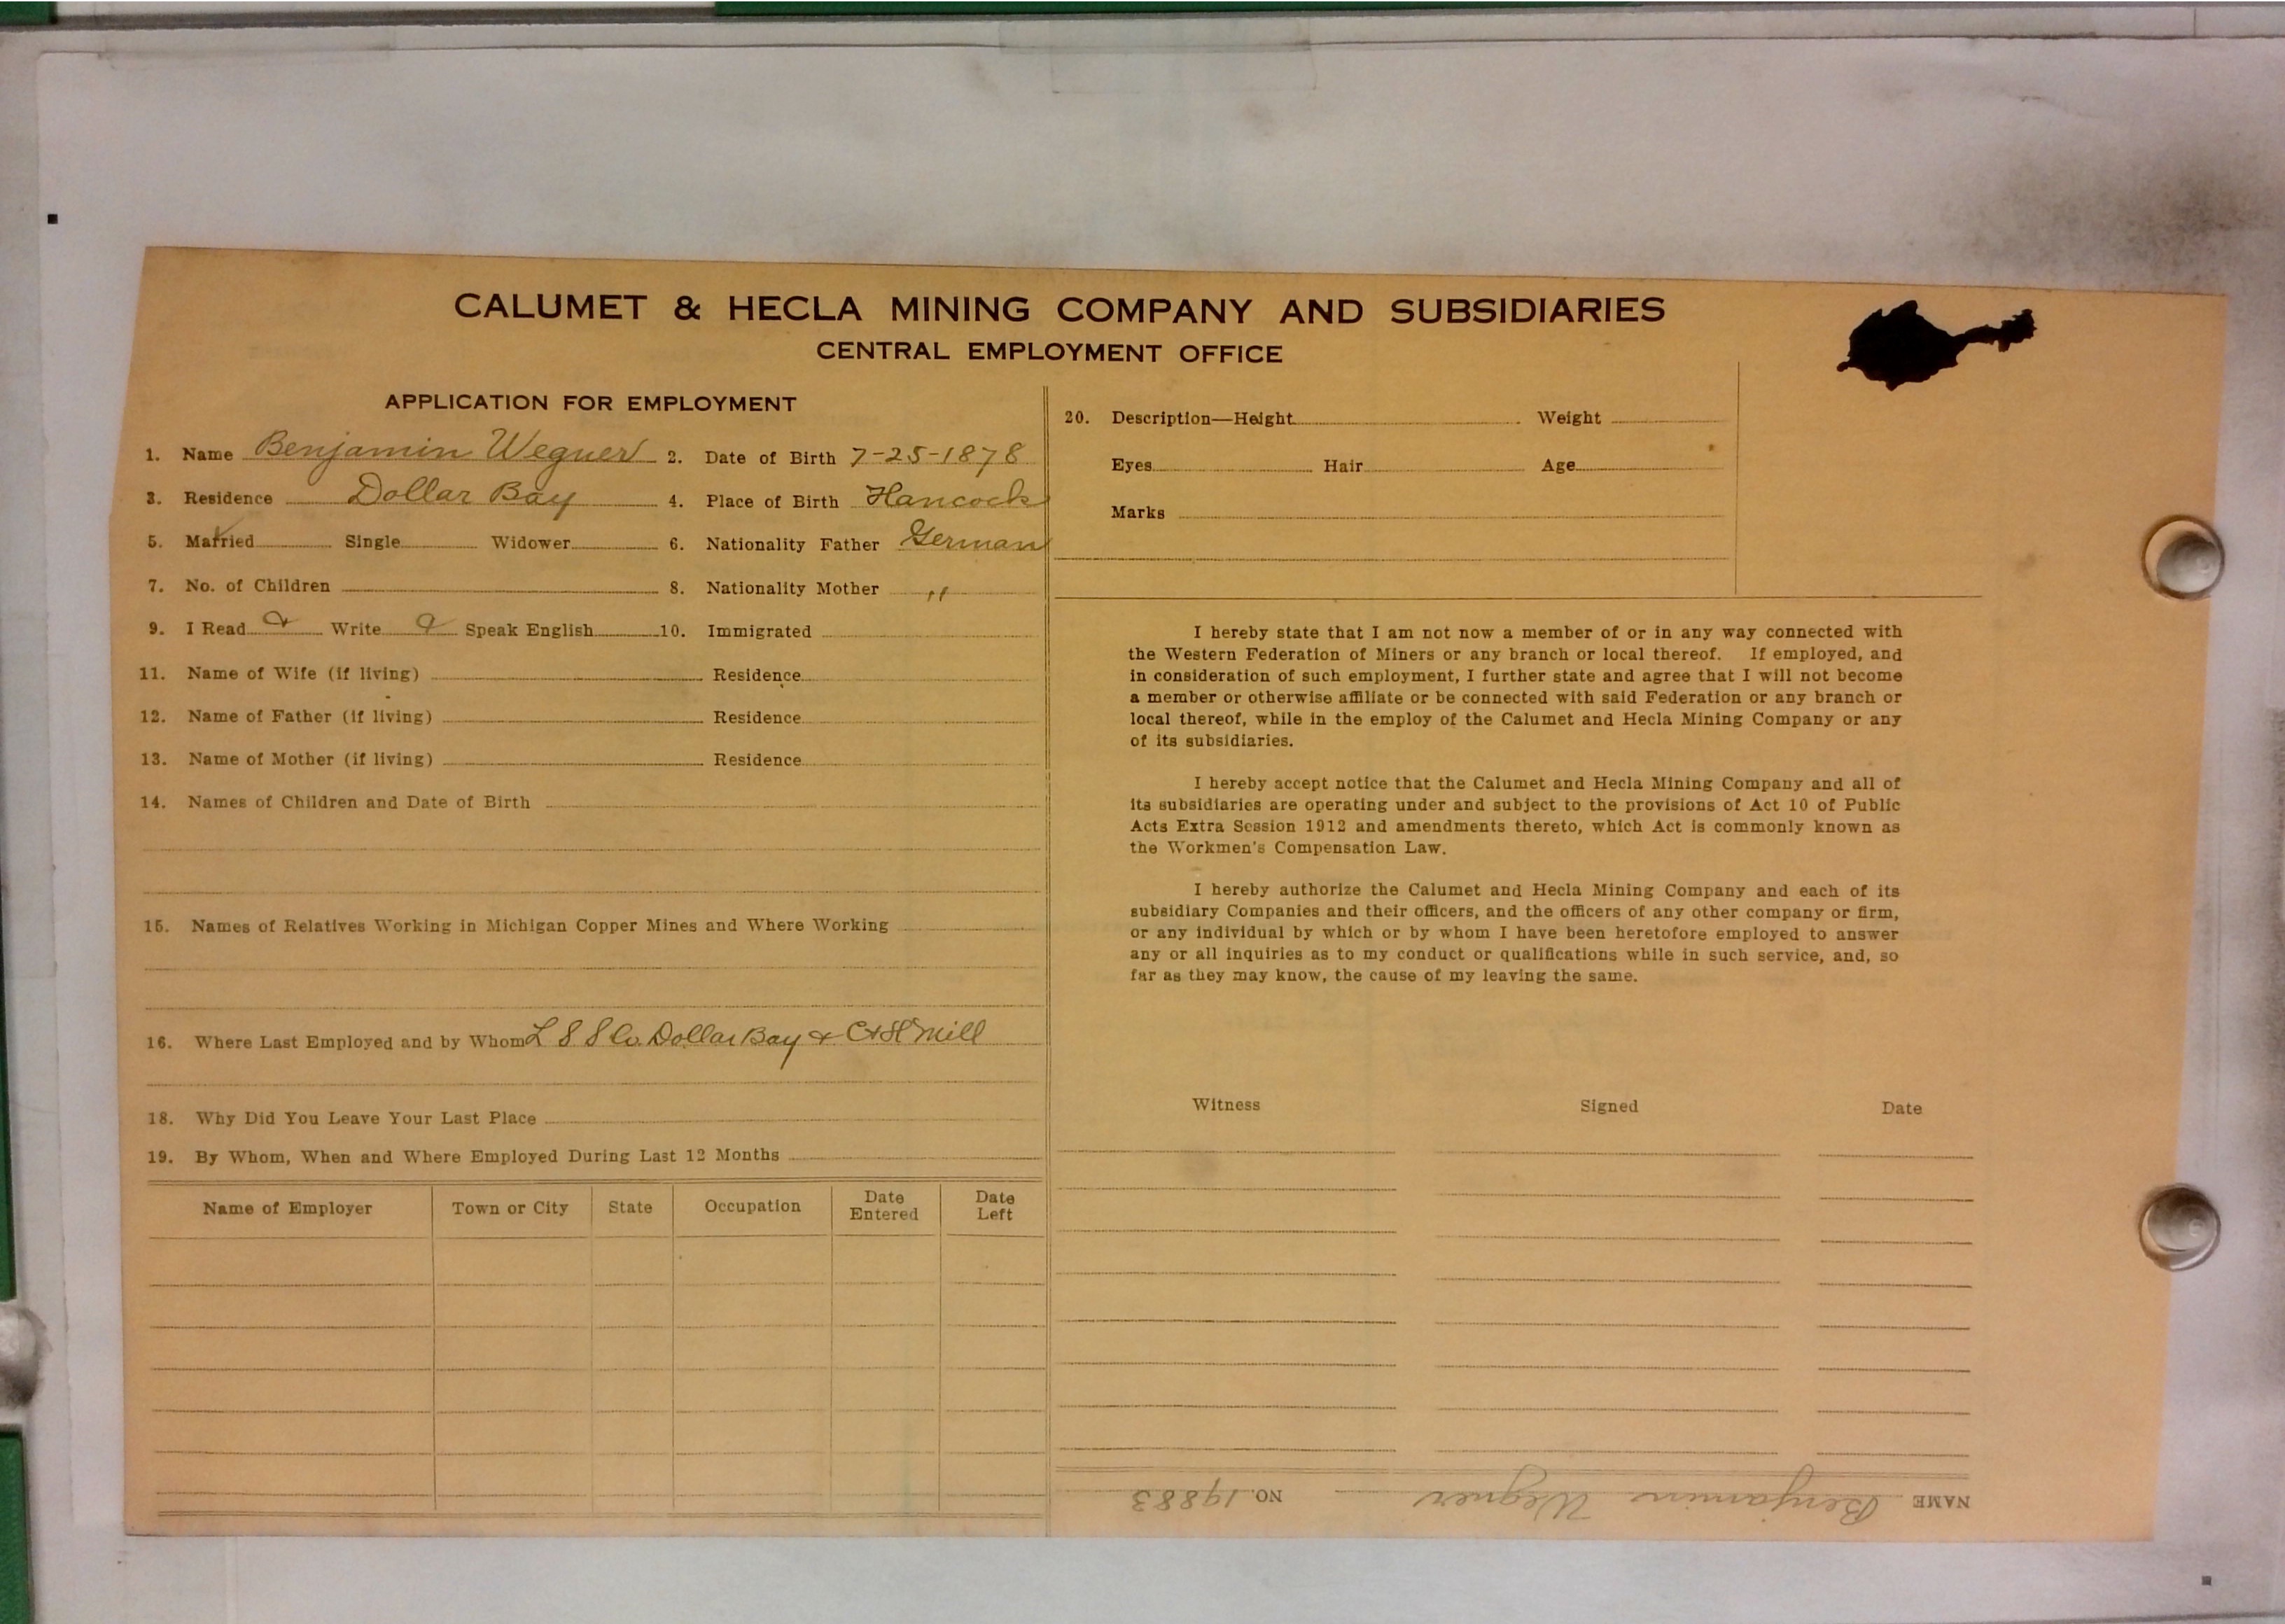 CALUMET & HECLA MINING COMPANY AND SUBSIDIARIES
CENTRAL EMPLOYMENT OFFICE
APPLICATION FOR EMPLOYMENT
1. Name Benjamin Wegner 2. Date of Birth 7-25-1878
3. Residence Dollar Bay 4. Place of Birth Hancock
5. Married Single Widower 6. Nationality Father German
7. No. of Children 8. Nationality Mother "
9. I Read Write Speak English 10. Immigrated
11. Name of Wife (if living) Residence
12. Name of Father (if living) Residence
13. Name of Mother (if living) Residence
14. Names of Children and Date of Birth
15. Names of Relatives Working in Michigan Copper Mines and Where Working
16. Where Last Employed and by Whom L S S Co. Dollar Bay & C&H Mill
18. Why Did You Leave Your Last Place
19. By Whom, When and Where Employed During Last 12 Months
Name of Employer Town or City State Occupation Date Entered Date Left
20. Description—Height Weight
Eyes Hair Age
Marks
I hereby state that I am not now a member of or in any way connected with
the Western Federation of Miners or any branch or local thereof. If employed, and
in consideration of such employment, I further state and agree that I will not become
a member or otherwise affiliate or be connected with said Federation or any branch or
local thereof, while in the employ of the Calumet and Hecla Mining Company or any
of its subsidiaries.
I hereby accept notice that the Calumet and Hecla Mining Company and all of
its subsidiaries are operating under and subject to the provisions of Act 10 of Public
Acts Extra Session 1912 and amendments thereto, which Act is commonly known as
the Workmen's Compensation Law.
I hereby authorize the Calumet and Hecla Mining Company and each of its
subsidiary Companies and their officers, and the officers of any other company or firm,
or any individual by which or by whom I have been heretofore employed to answer
any or all inquiries as to my conduct or qualifications while in such service, and, so
far as they may know, the cause of my leaving the same.
Witness Signed Date
NAME Benjamin Wegner NO. 19883